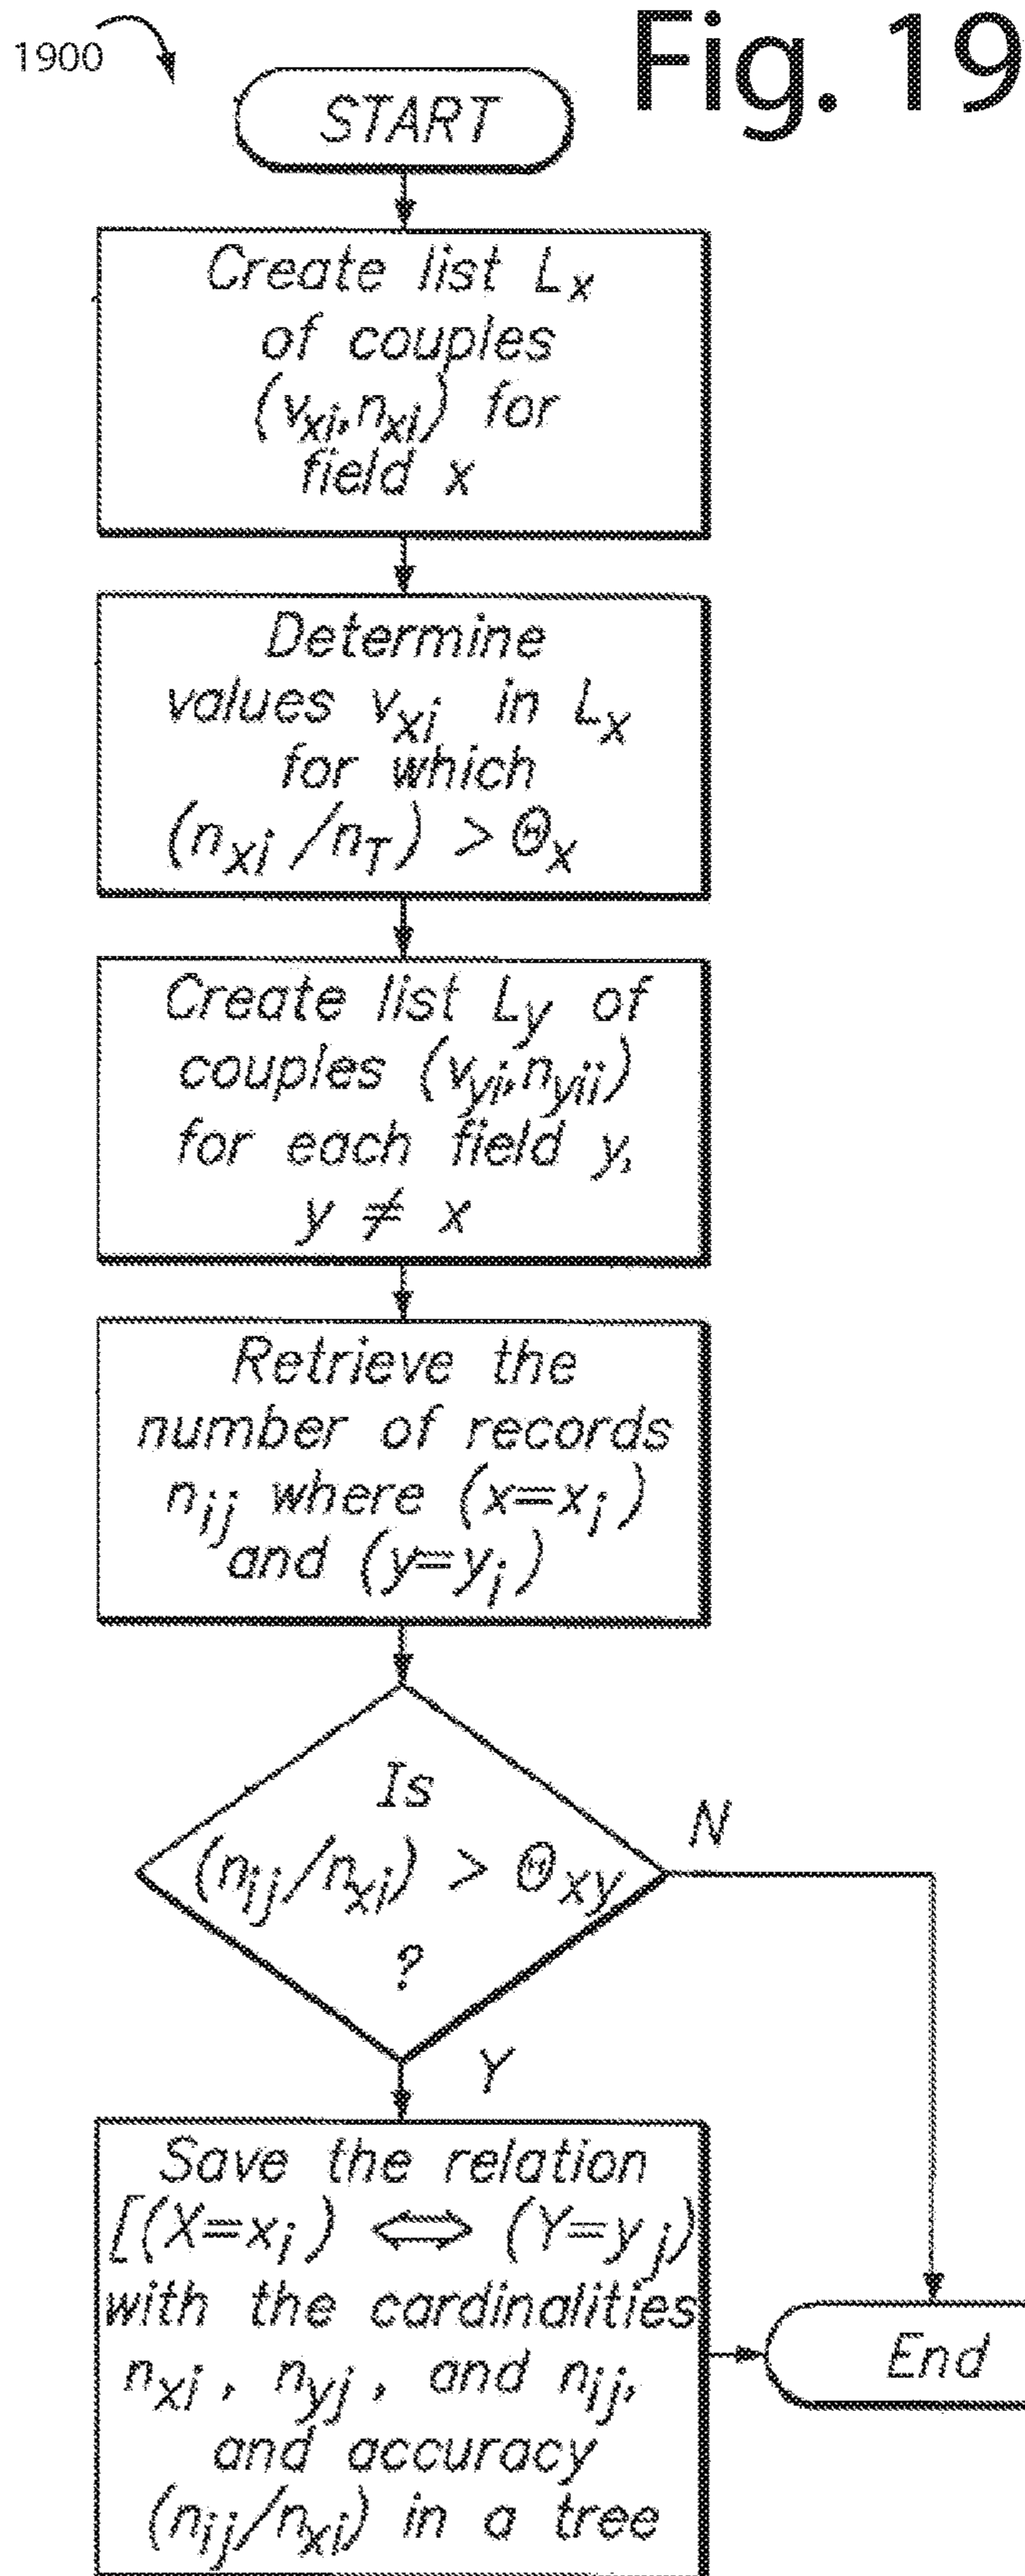 1900
Fig. 19
START
Create list Lx
of couples
(vxi,nxi) for
field x
Determine
values vxi in Lx
for which
(nxi /nT) > Θx
Create list Ly of
couples (vyi,nyii)
for each field y,
y ≠ x
Retrieve the
number of records
nij where (x=xi)
and (y=yi)
Is
(nij/nxi) > Θxy
?
N
Y
Save the relation
[(X=xi) ⟺ (Y=yj)
with the cardinalities
nxi, nyj, and nij,
and accuracy
(nij/nxi) in a tree
End